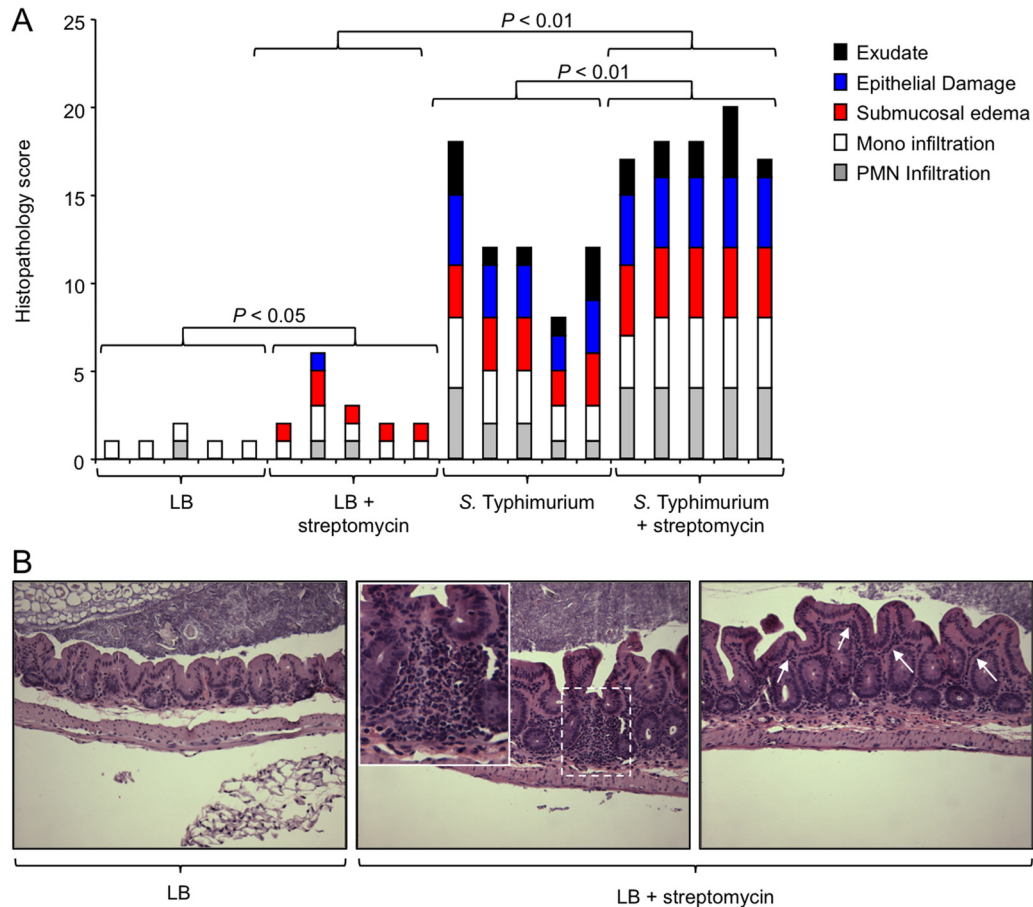 A
P < 0.01
P < 0.01
P < 0.05
Histopathology score
25
20
15
10
5
0
Exudate
Epithelial Damage
Submucosal edema
Mono infiltration
PMN Infiltration
LB
LB +
streptomycin
S. Typhimurium
S. Typhimurium
+ streptomycin
B
LB
LB + streptomycin